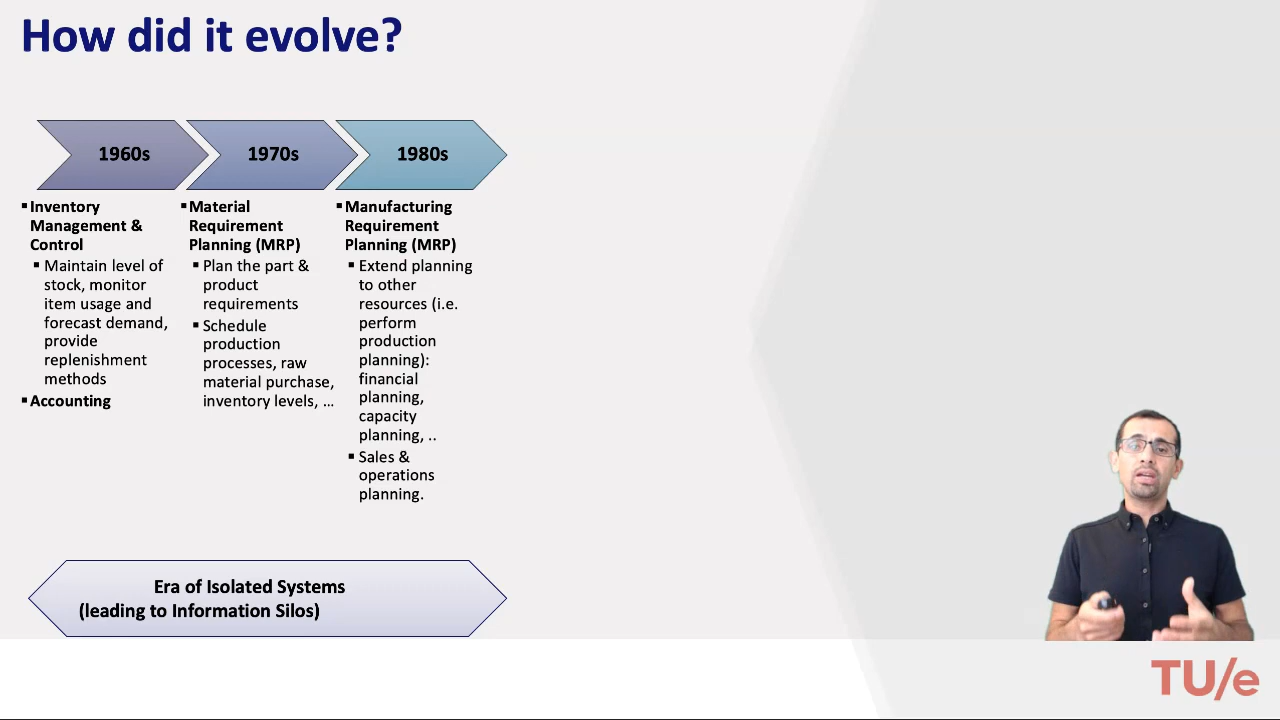 How did it evolve?
1960s
1970s
1980s
▪Inventory
Management &
Control
▪ Maintain level of
stock, monitor
item usage and
forecast demand,
provide
replenishment
methods
▪Accounting
▪Material
Requirement
Planning (MRP)
▪ Plan the part &
product
requirements
▪ Schedule
production
processes, raw
material purchase,
inventory levels, ...
▪Manufacturing
Requirement
Planning (MRP)
▪ Extend planning
to other
resources (i.e.
perform
production
planning):
financial
planning,
capacity
planning, ..
▪ Sales &
operations
planning.
Era of Isolated Systems
(leading to Information Silos)
TU/e